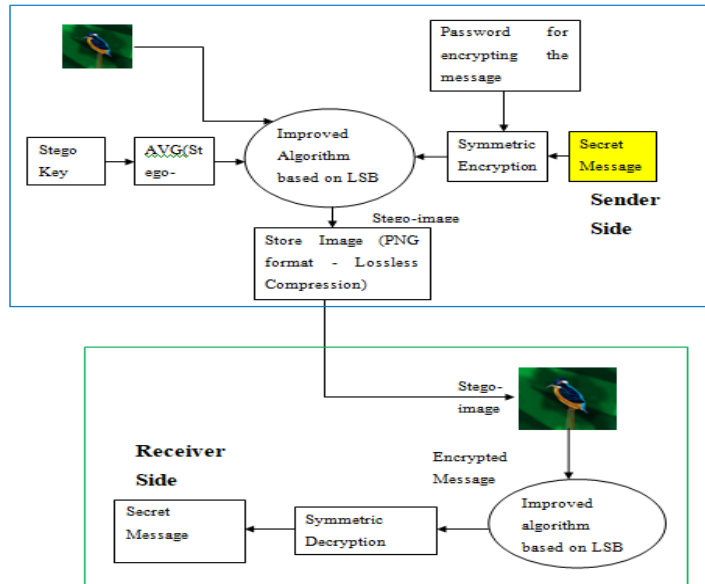 Password for
encrypting the
message
Stego
Key
AVG(St
ego-
Improved
Algorithm
based on LSB
Symmetric
Encryption
Secret
Message
Sender
Side
Stego-image
Store Image (PNG
format - Lossless
Compression)
Stego-
image
Receiver
Side
Encrypted
Message
Secret
Message
Symmetric
Decryption
Improved
algorithm
based on LSB